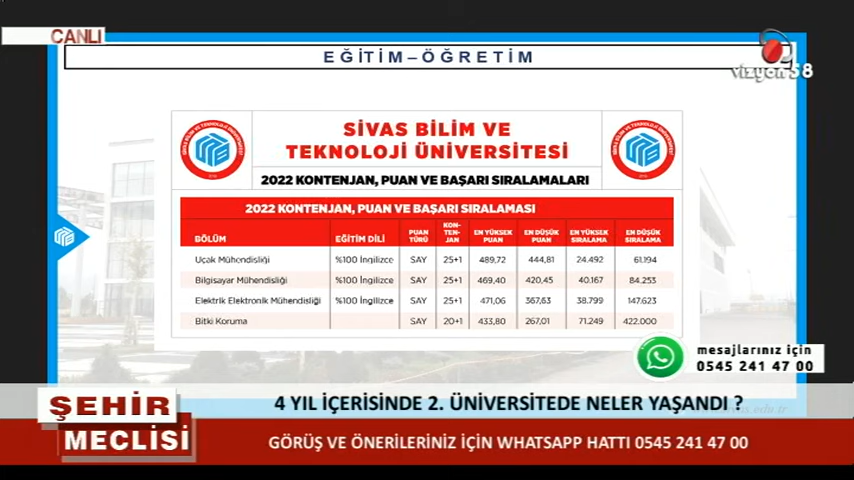 CANLI
EĞİTİM–ÖĞRETİM
vizyon58
SİVAS BİLİM VE
TEKNOLOJİ ÜNİVERSİTESİ
2022 KONTENJAN, PUAN VE BAŞARI SIRALAMALARI
2022 KONTENJAN, PUAN VE BAŞARI SIRALAMASI
BÖLÜM EĞİTİM DİLİ PUAN TÜRÜ KON-TEN-JAN EN YÜKSEK PUAN EN DÜŞÜK PUAN EN YÜKSEK SIRALAMA EN DÜŞÜK SIRALAMA
Uçak Mühendisliği %100 İngilizce SAY 25+1 489,72 444,81 24.492 61.194
Bilgisayar Mühendisliği %100 İngilizce SAY 25+1 469,40 420,45 40.167 84.253
Elektrik Elektronik Mühendisliği %100 İngilizce SAY 25+1 471,06 367,63 38.799 147.623
Bitki Koruma SAY 20+1 433,80 267,01 71.249 422.000
mesajlarınız için
0545 241 47 00
ŞEHİR
MECLİSİ
4 YIL İÇERİSİNDE 2. ÜNİVERSİTEDE NELER YAŞANDI ?
GÖRÜŞ VE ÖNERİLERİNİZ İÇİN WHATSAPP HATTI 0545 241 47 00